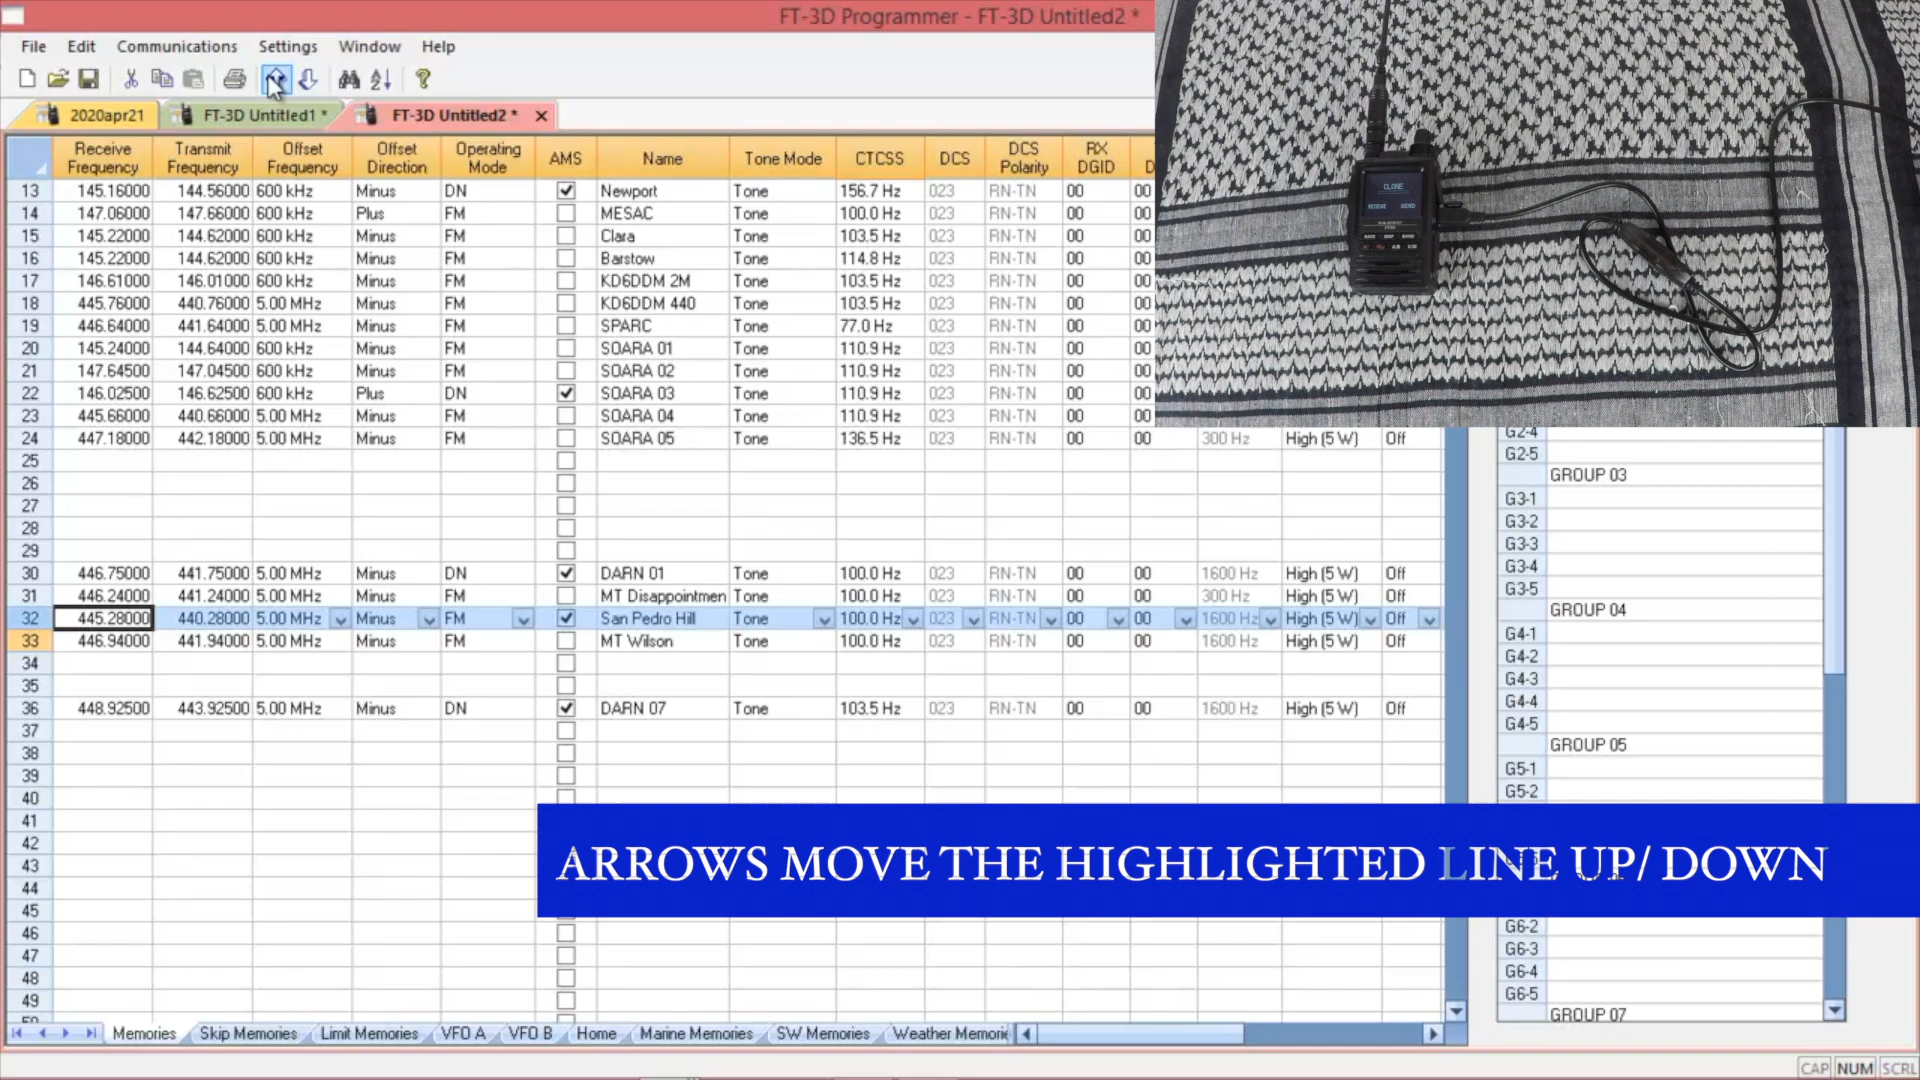 FT-3D Programmer - FT-3D Untitled2 *
File Edit Communications Settings Window Help
2020apr21 FT-3D Untitled1 * FT-3D Untitled2 *
Receive Frequency Transmit Frequency Offset Frequency Offset Direction Operating Mode AMS Name Tone Mode CTCSS DCS DCS Polarity RX DGID D
13 145.16000 144.56000 600 kHz Minus DN Newport Tone 156.7 Hz 023 RN-TN 00 00
14 147.06000 147.66000 600 kHz Plus FM MESAC Tone 100.0 Hz 023 RN-TN 00 00
15 145.22000 144.62000 600 kHz Minus FM Clara Tone 103.5 Hz 023 RN-TN 00 00
16 145.22000 144.62000 600 kHz Minus FM Barstow Tone 114.8 Hz 023 RN-TN 00 00
17 146.61000 146.01000 600 kHz Minus FM KD6DDM 2M Tone 103.5 Hz 023 RN-TN 00 00
18 445.76000 440.76000 5.00 MHz Minus FM KD6DDM 440 Tone 103.5 Hz 023 RN-TN 00 00
19 446.64000 441.64000 5.00 MHz Minus FM SPARC Tone 77.0 Hz 023 RN-TN 00 00
20 145.24000 144.64000 600 kHz Minus FM SOARA 01 Tone 110.9 Hz 023 RN-TN 00 00
21 147.64500 147.04500 600 kHz Minus FM SOARA 02 Tone 110.9 Hz 023 RN-TN 00 00
22 146.02500 146.62500 600 kHz Plus DN SOARA 03 Tone 110.9 Hz 023 RN-TN 00 00
23 445.66000 440.66000 5.00 MHz Minus FM SOARA 04 Tone 110.9 Hz 023 RN-TN 00 00
24 447.18000 442.18000 5.00 MHz Minus FM SOARA 05 Tone 136.5 Hz 023 RN-TN 00 00 300 Hz High (5 W) Off
25
26
27
28
29
30 446.75000 441.75000 5.00 MHz Minus DN DARN 01 Tone 100.0 Hz 023 RN-TN 00 00 1600 Hz High (5 W) Off
31 446.24000 441.24000 5.00 MHz Minus FM MT Disappointmen Tone 100.0 Hz 023 RN-TN 00 00 300 Hz High (5 W) Off
32 445.28000 440.28000 5.00 MHz Minus FM San Pedro Hill Tone 100.0 Hz 023 RN-TN 00 00 1600 Hz High (5 W) Off
33 446.94000 441.94000 5.00 MHz Minus FM MT Wilson Tone 100.0 Hz 023 RN-TN 00 00 1600 Hz High (5 W) Off
34
35
36 448.92500 443.92500 5.00 MHz Minus DN DARN 07 Tone 103.5 Hz 023 RN-TN 00 00 1600 Hz High (5 W) Off
37
38
39
40
41
42
43
44
45
46
47
48
49
CLONE
RECEIVE SEND
G2-4
G2-5
GROUP 03
G3-1
G3-2
G3-3
G3-4
G3-5
GROUP 04
G4-1
G4-2
G4-3
G4-4
G4-5
GROUP 05
G5-1
G5-2
ARROWS MOVE THE HIGHLIGHTED LINE UP/ DOWN
G6-2
G6-3
G6-4
G6-5
GROUP 07
Memories Skip Memories Limit Memories VFO A VFO B Home Marine Memories SW Memories Weather Memorie
CAP NUM SCRL